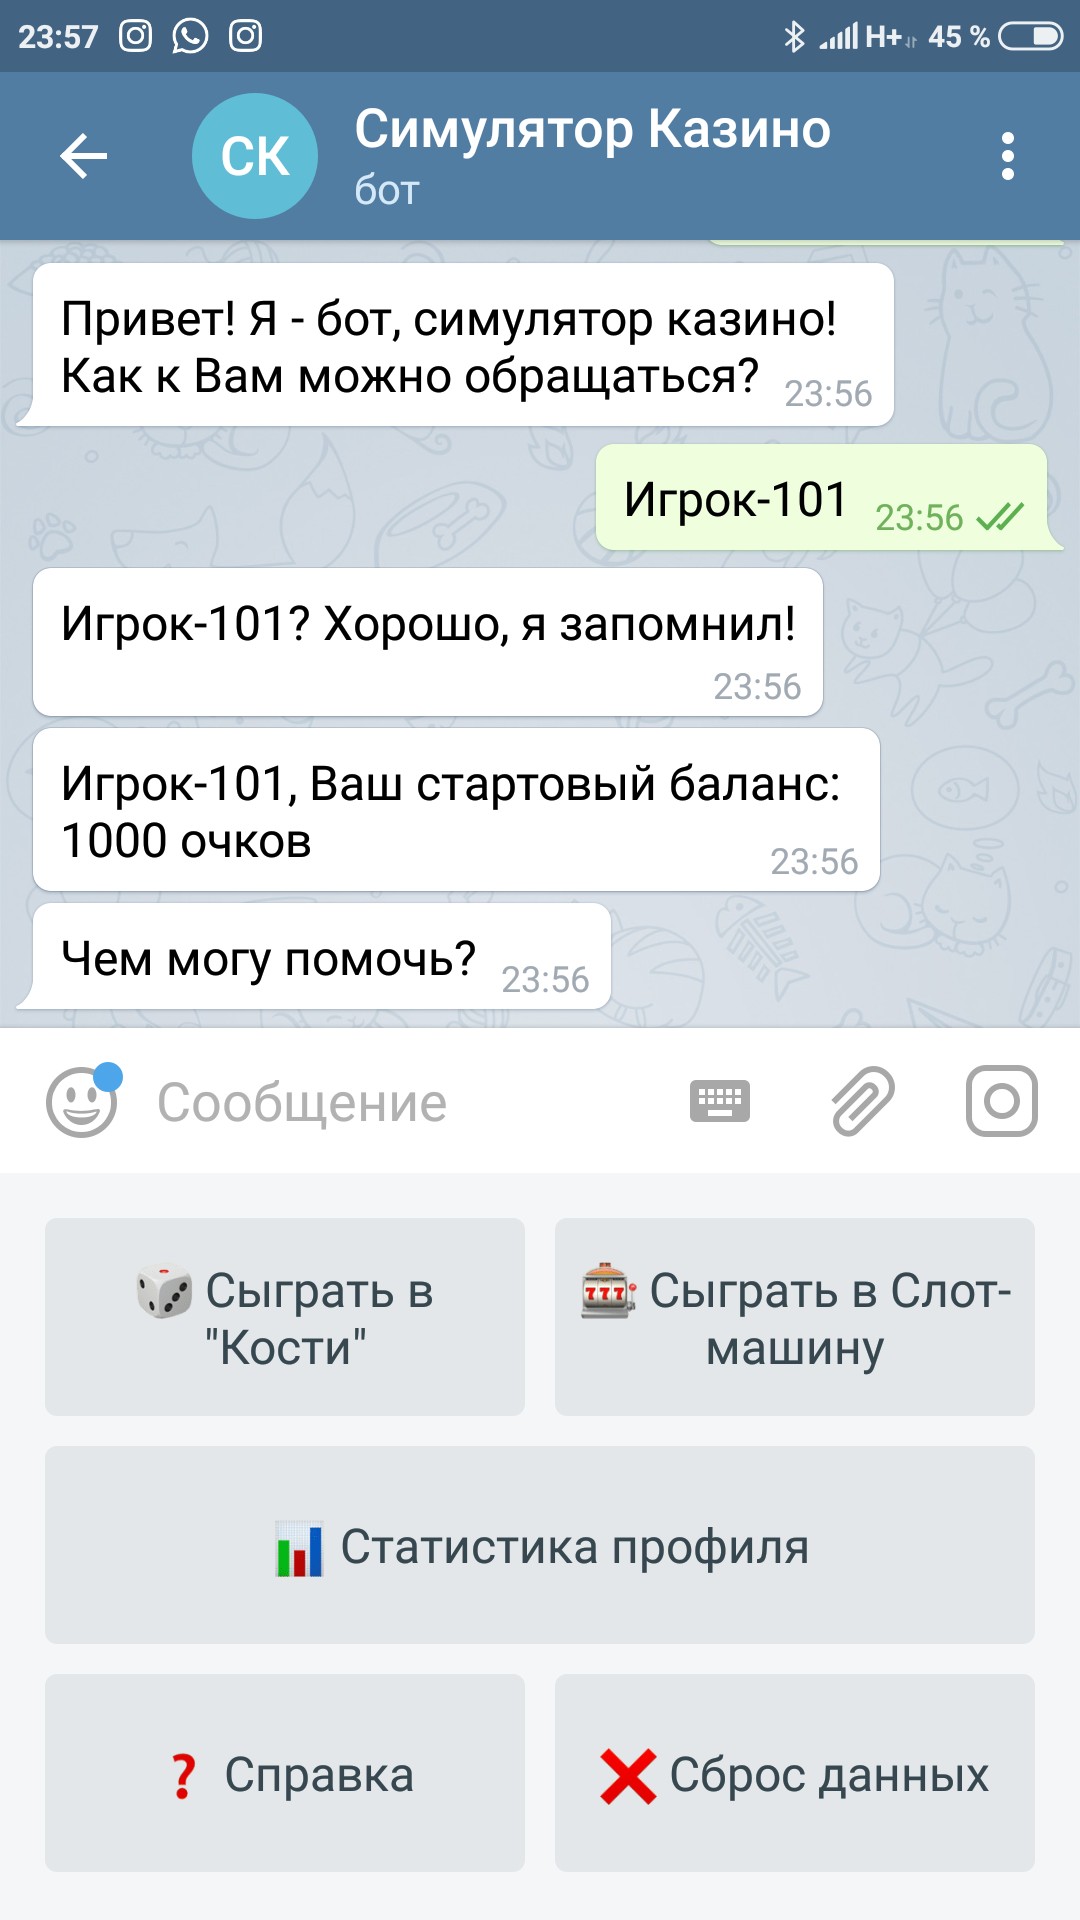 23:57
H+ 45 %
СК
Симулятор Казино
бот
Привет! Я - бот, симулятор казино!
Как к Вам можно обращаться? 23:56
Игрок-101 23:56
Игрок-101? Хорошо, я запомнил!
23:56
Игрок-101, Ваш стартовый баланс:
1000 очков
23:56
Чем могу помочь? 23:56
Сообщение
Сыграть в
"Кости"
777 Сыграть в Слот-
машину
Статистика профиля
❓ Справка
❌ Сброс данных